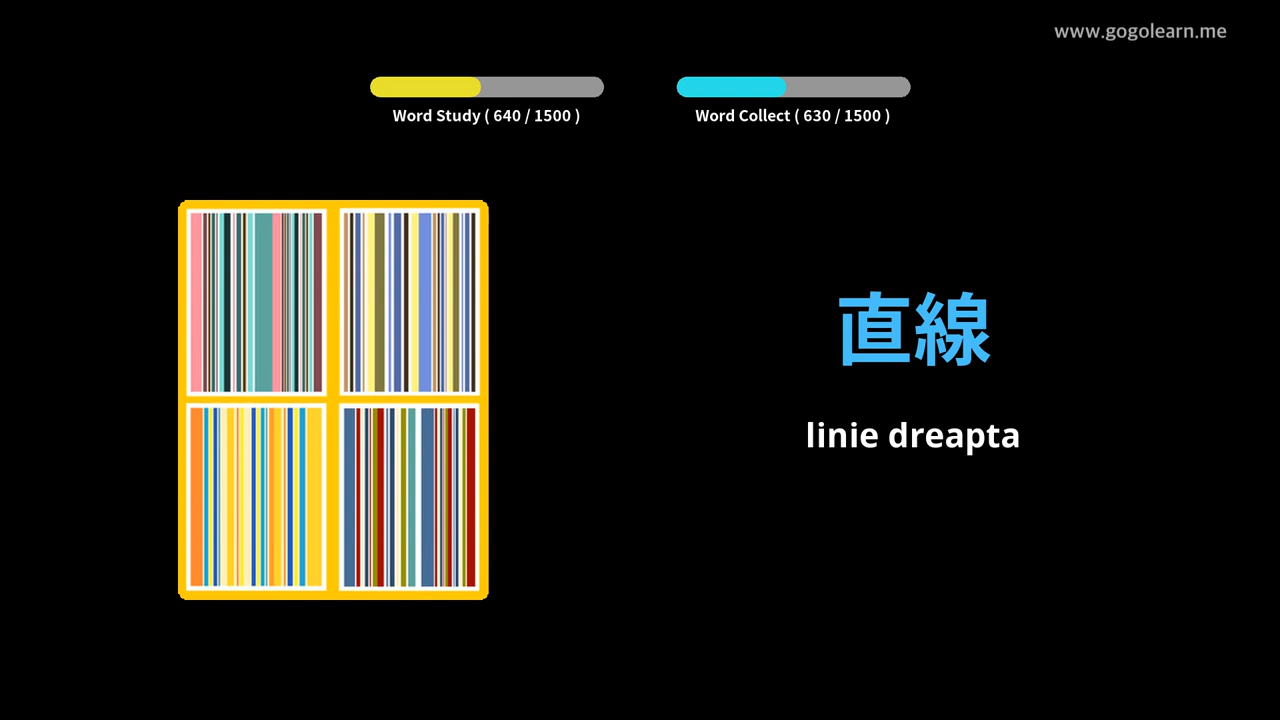 www.gogolearn.me
Word Study ( 640 / 1500 )
Word Collect ( 630 / 1500 )
直線
linie dreapta